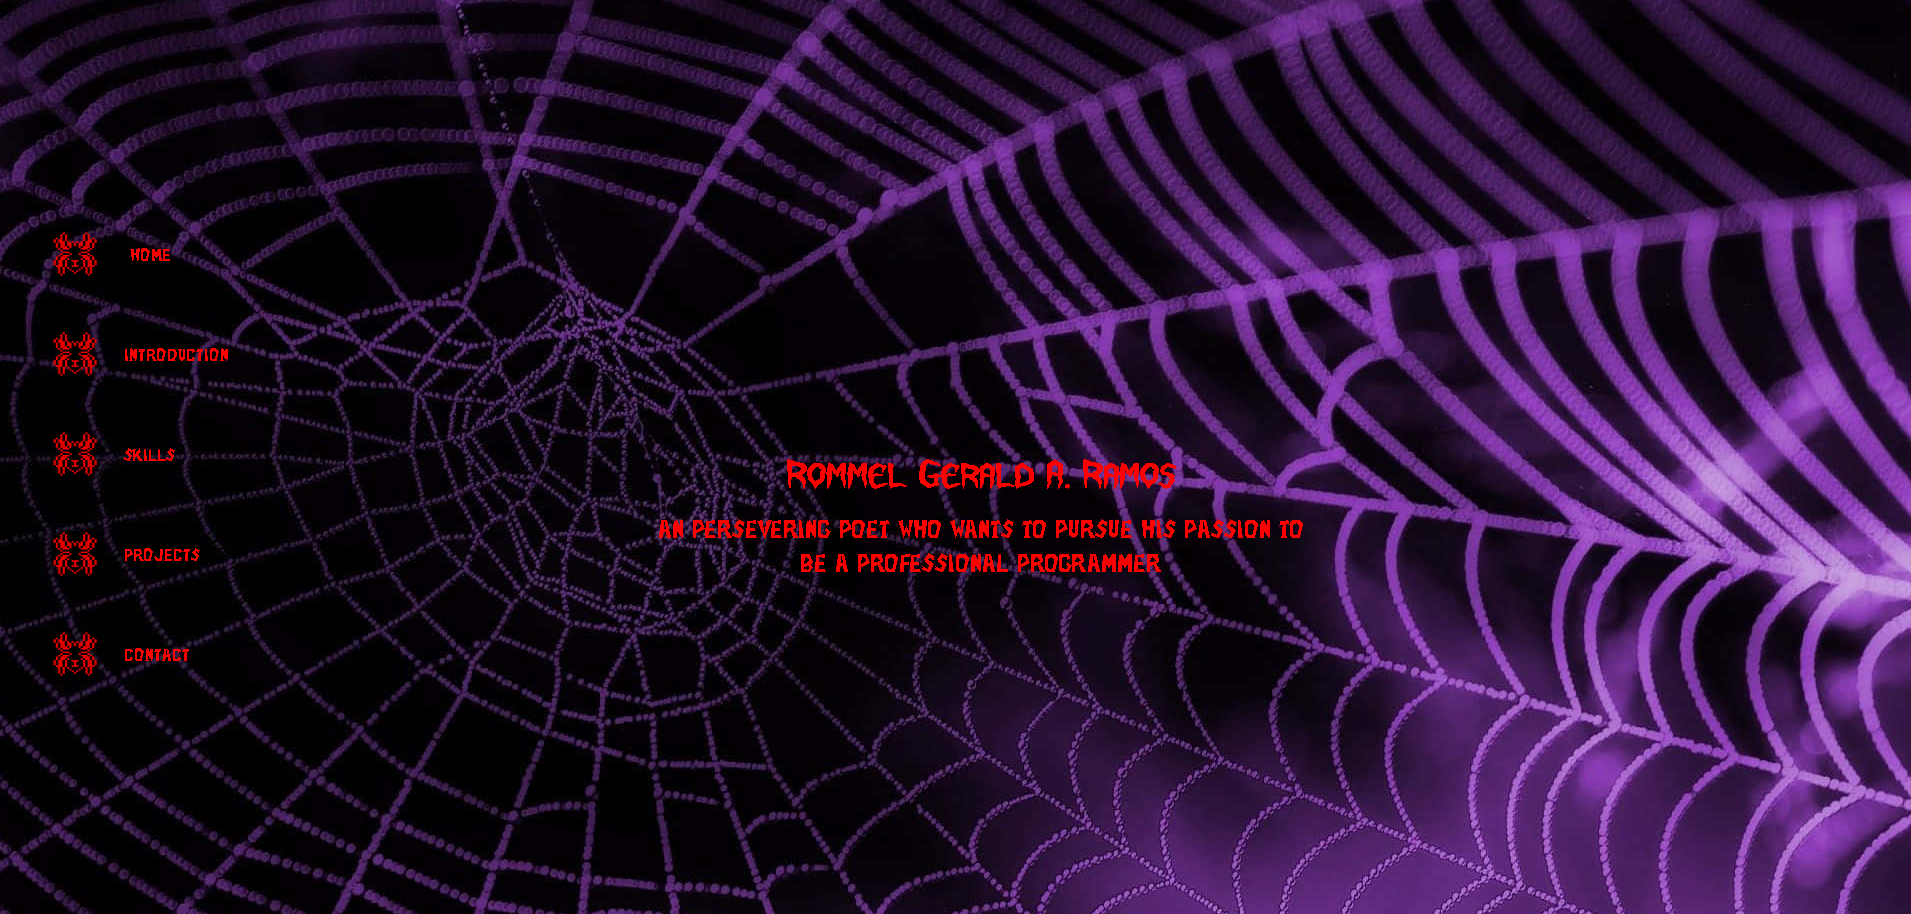 HOME
INTRODUCTION
SKILLS
PROJECTS
CONTACT
ROMMEL GERALD A. RAMOS
AN PERSEVERING POET WHO WANTS TO PURSUE HIS PASSION TO
BE A PROFESSIONAL PROGRAMMER